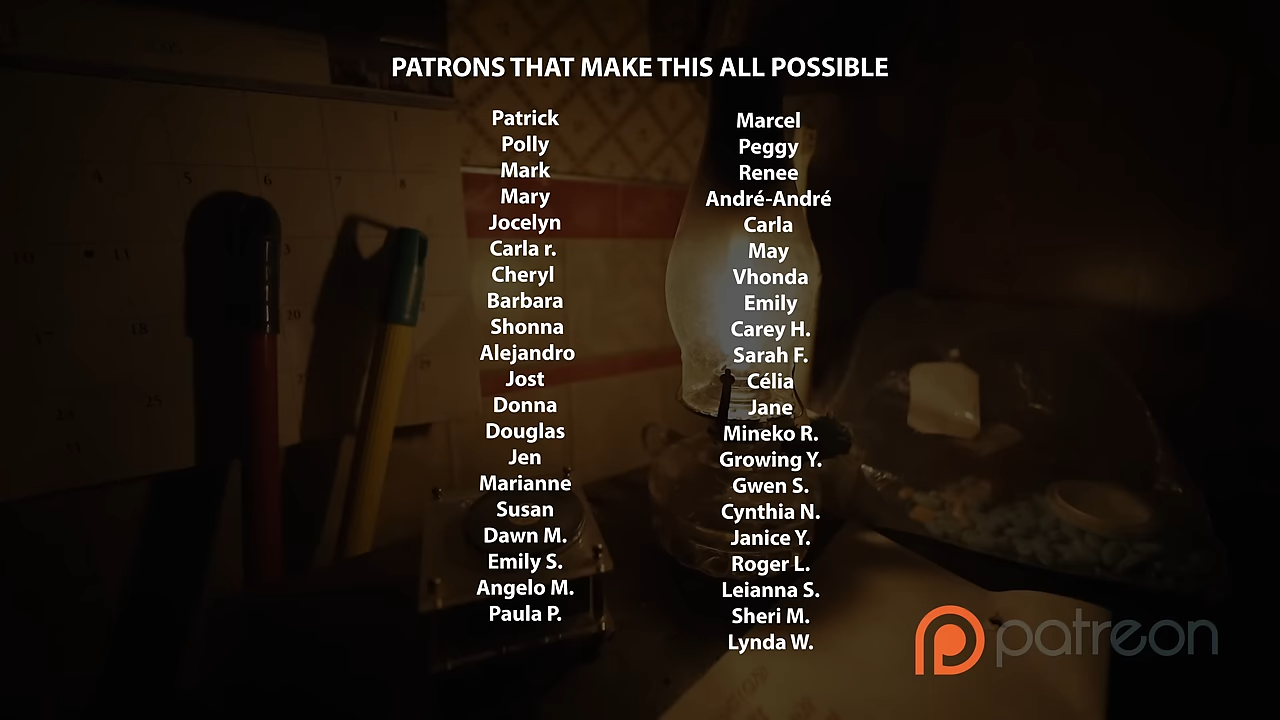 PATRONS THAT MAKE THIS ALL POSSIBLE
Patrick
Polly
Mark
Mary
Jocelyn
Carla r.
Cheryl
Barbara
Shonna
Alejandro
Jost
Donna
Douglas
Jen
Marianne
Susan
Dawn M.
Emily S.
Angelo M.
Paula P.
Marcel
Peggy
Renee
André-André
Carla
May
Vhonda
Emily
Carey H.
Sarah F.
Célia
Jane
Mineko R.
Growing Y.
Gwen S.
Cynthia N.
Janice Y.
Roger L.
Leianna S.
Sheri M.
Lynda W.
patreon